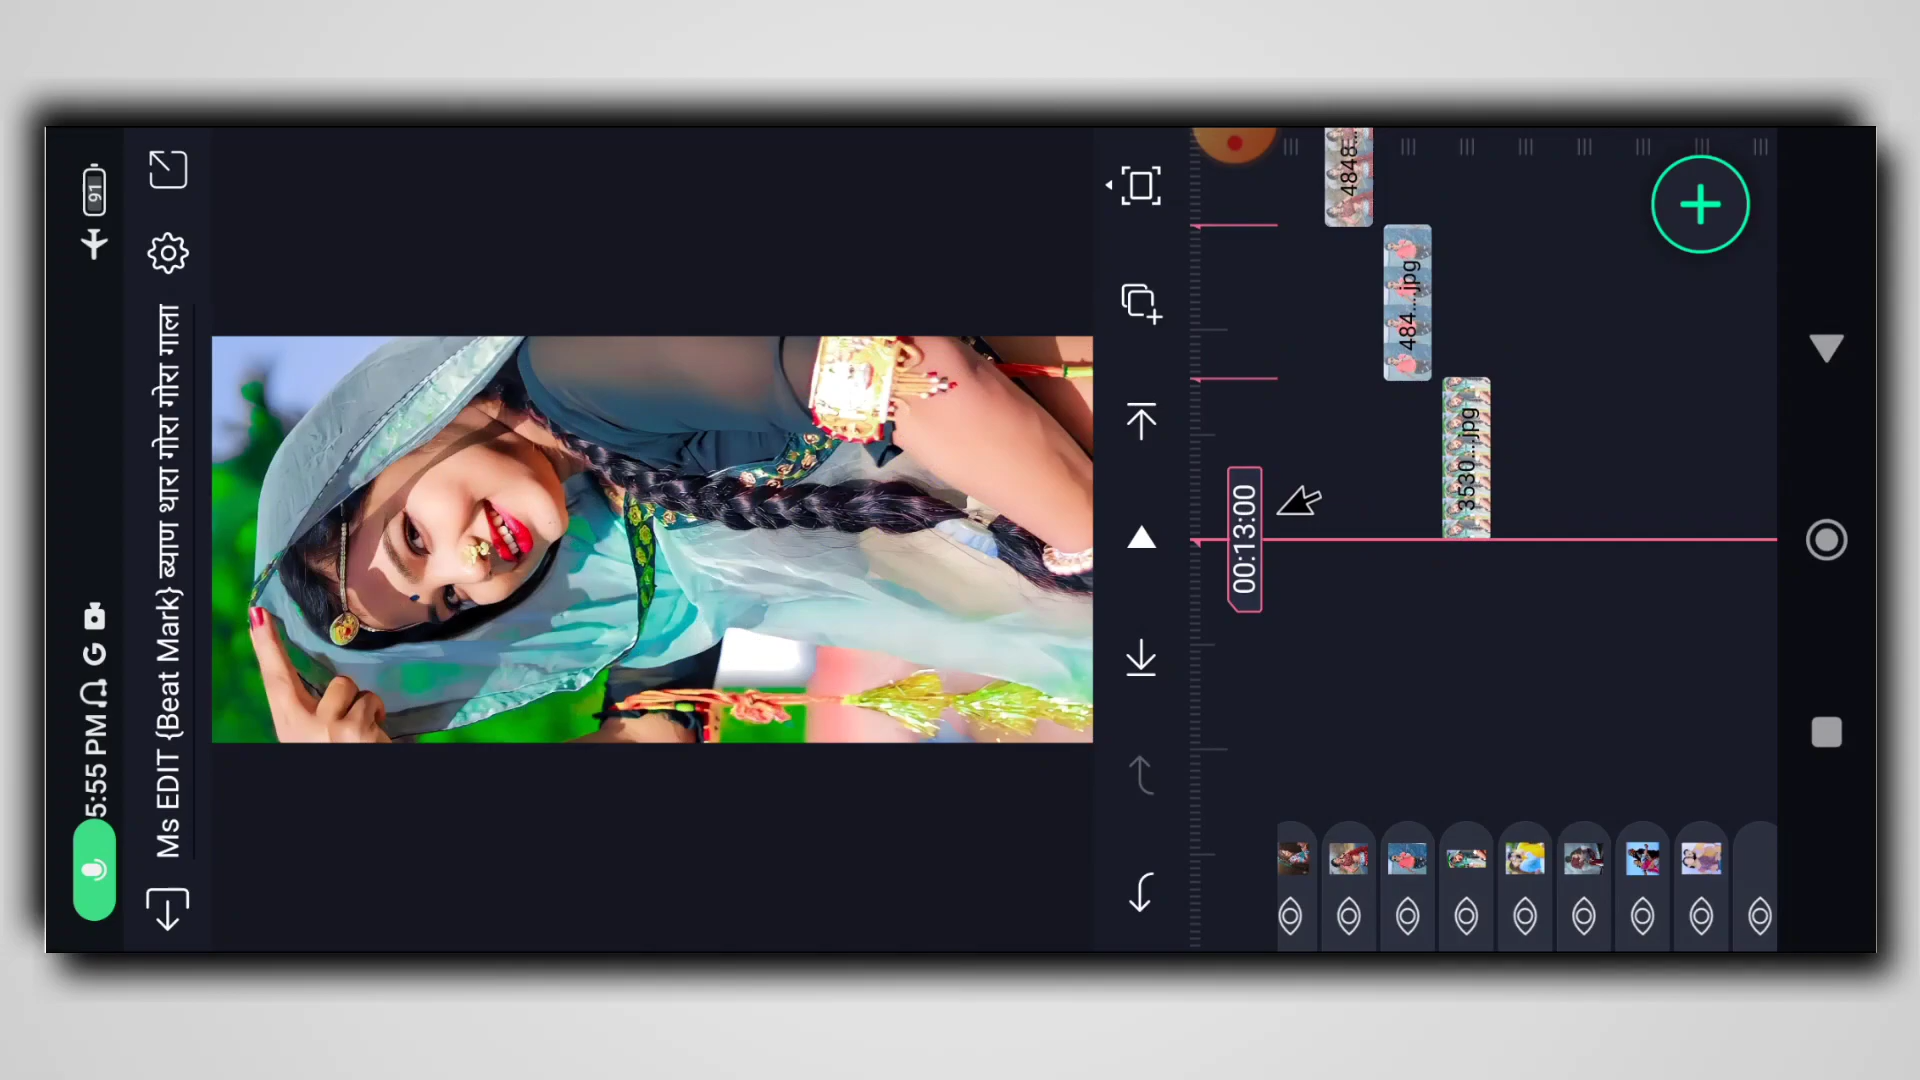 5:55 PM G
91
Ms EDIT {Beat Mark} ब्याण थारा गोरा गोरा गाला
00:13:00
4848...
484....jpg
3530...jpg